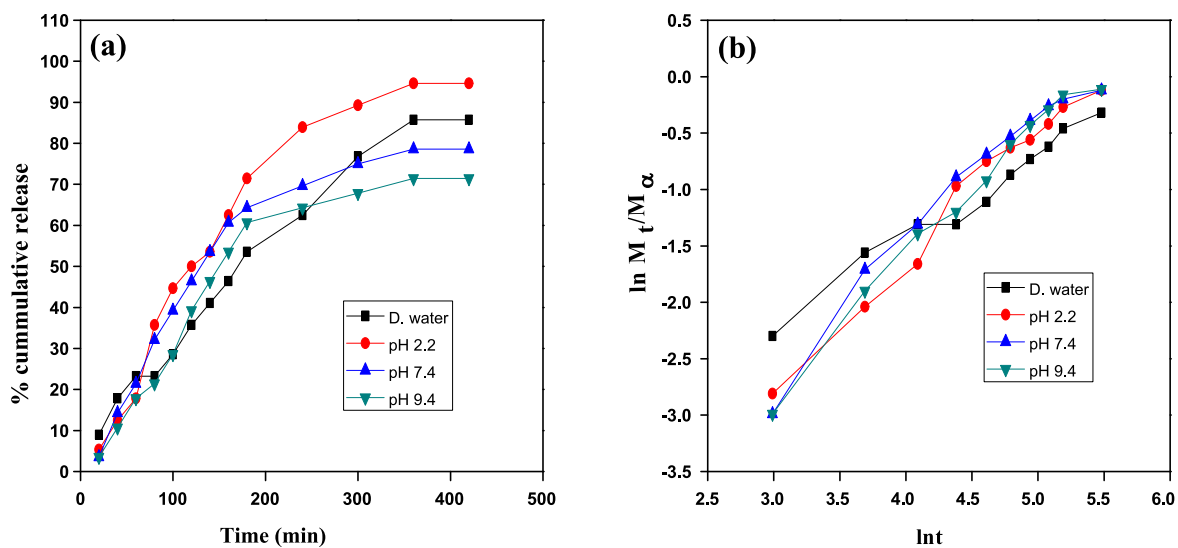 (a)
% cummulative release
110
100
90
80
70
60
50
40
30
20
10
0
0 100 200 300 400 500
Time (min)
D. water
pH 2.2
pH 7.4
pH 9.4
(b)
ln M t/M α
0.5
0.0
-0.5
-1.0
-1.5
-2.0
-2.5
-3.0
-3.5
2.5 3.0 3.5 4.0 4.5 5.0 5.5 6.0
lnt
D. water
pH 2.2
pH 7.4
pH 9.4